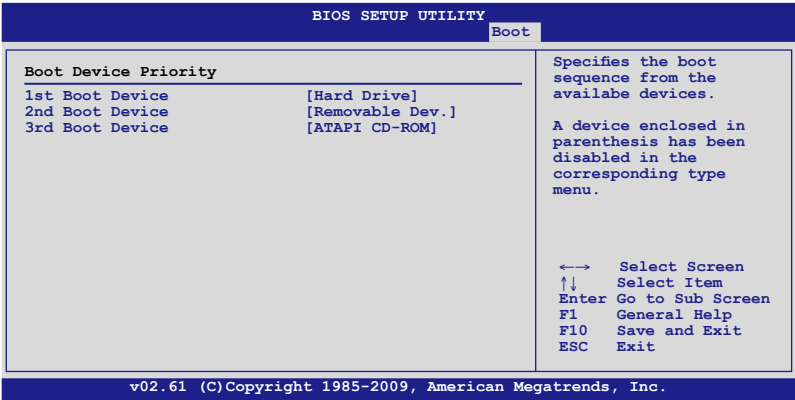 BIOS SETUP UTILITY
Boot
Boot Device Priority
1st Boot Device [Hard Drive]
2nd Boot Device [Removable Dev.]
3rd Boot Device [ATAPI CD-ROM]
Specifies the boot
sequence from the
availabe devices.
A device enclosed in
parenthesis has been
disabled in the
corresponding type
menu.
←→ Select Screen
↑↓ Select Item
Enter Go to Sub Screen
F1 General Help
F10 Save and Exit
ESC Exit
v02.61 (C)Copyright 1985-2009, American Megatrends, Inc.